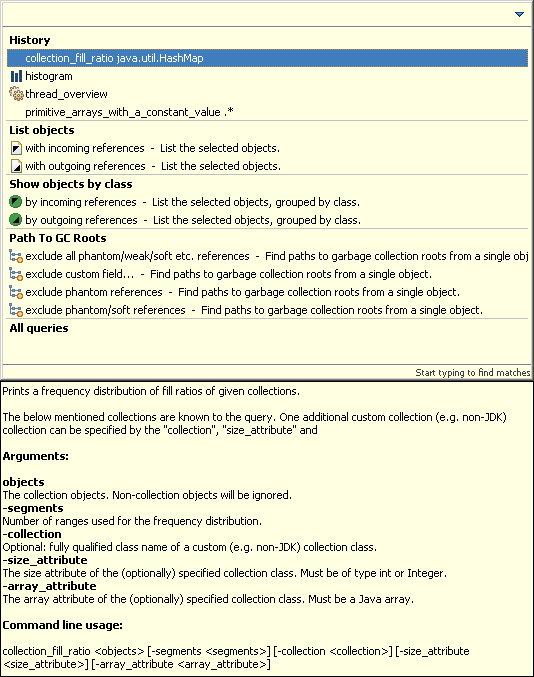 History
collection_fill_ratio java.util.HashMap
histogram
thread_overview
primitive_arrays_with_a_constant_value .*
List objects
with incoming references - List the selected objects.
with outgoing references - List the selected objects.
Show objects by class
by incoming references - List the selected objects, grouped by class.
by outgoing references - List the selected objects, grouped by class.
Path To GC Roots
exclude all phantom/weak/soft etc. references - Find paths to garbage collection roots from a single obj
exclude custom field... - Find paths to garbage collection roots from a single object.
exclude phantom references - Find paths to garbage collection roots from a single object.
exclude phantom/soft references - Find paths to garbage collection roots from a single object.
All queries
Start typing to find matches
Prints a frequency distribution of fill ratios of given collections.
The below mentioned collections are known to the query. One additional custom collection (e.g. non-JDK)
collection can be specified by the "collection", "size_attribute" and
Arguments:
objects
The collection objects. Non-collection objects will be ignored.
-segments
Number of ranges used for the frequency distribution.
-collection
Optional: fully qualified class name of a custom (e.g. non-JDK) collection class.
-size_attribute
The size attribute of the (optionally) specified collection class. Must be of type int or Integer.
-array_attribute
The array attribute of the (optionally) specified collection class. Must be a Java array.
Command line usage:
collection_fill_ratio <objects> [-segments <segments>] [-collection <collection>] [-size_attribute
<size_attribute>] [-array_attribute <array_attribute>]